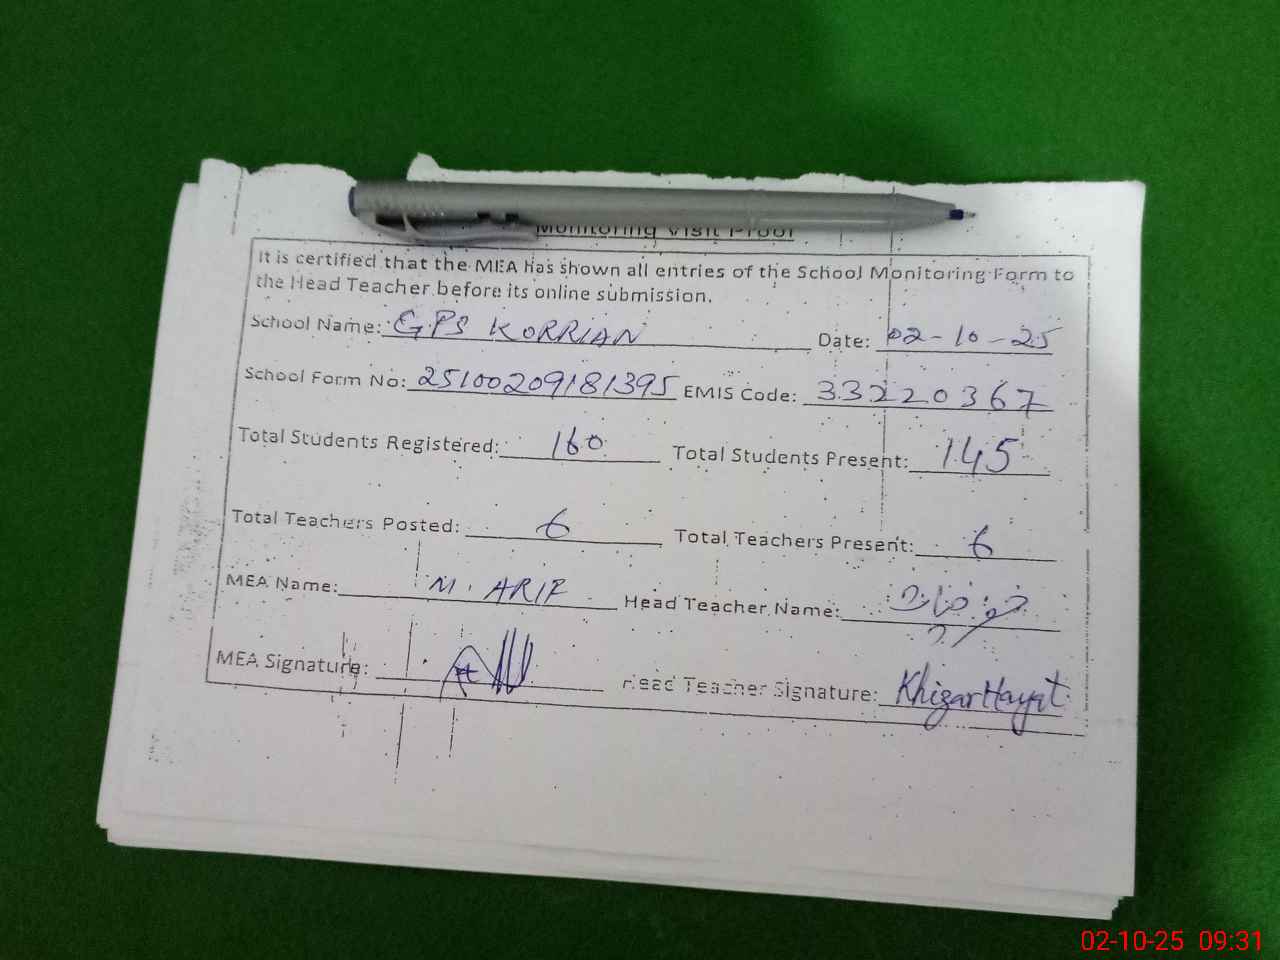 Monitoring Visit Proof
It is certified that the MEA has shown all entries of the School Monitoring Form to
the Head Teacher before its online submission.
School Name: GPS KORRIAN Date: 02-10-25
School Form No: 25100209181395 EMIS Code: 33220367
Total Students Registered: 160 Total Students Present: 145
Total Teachers Posted: 6 Total Teachers Present: 6
MEA Name: M. ARIF Head Teacher Name:
MEA Signature: Head Teacher Signature: Khizar Hayat
02-10-25 09:31